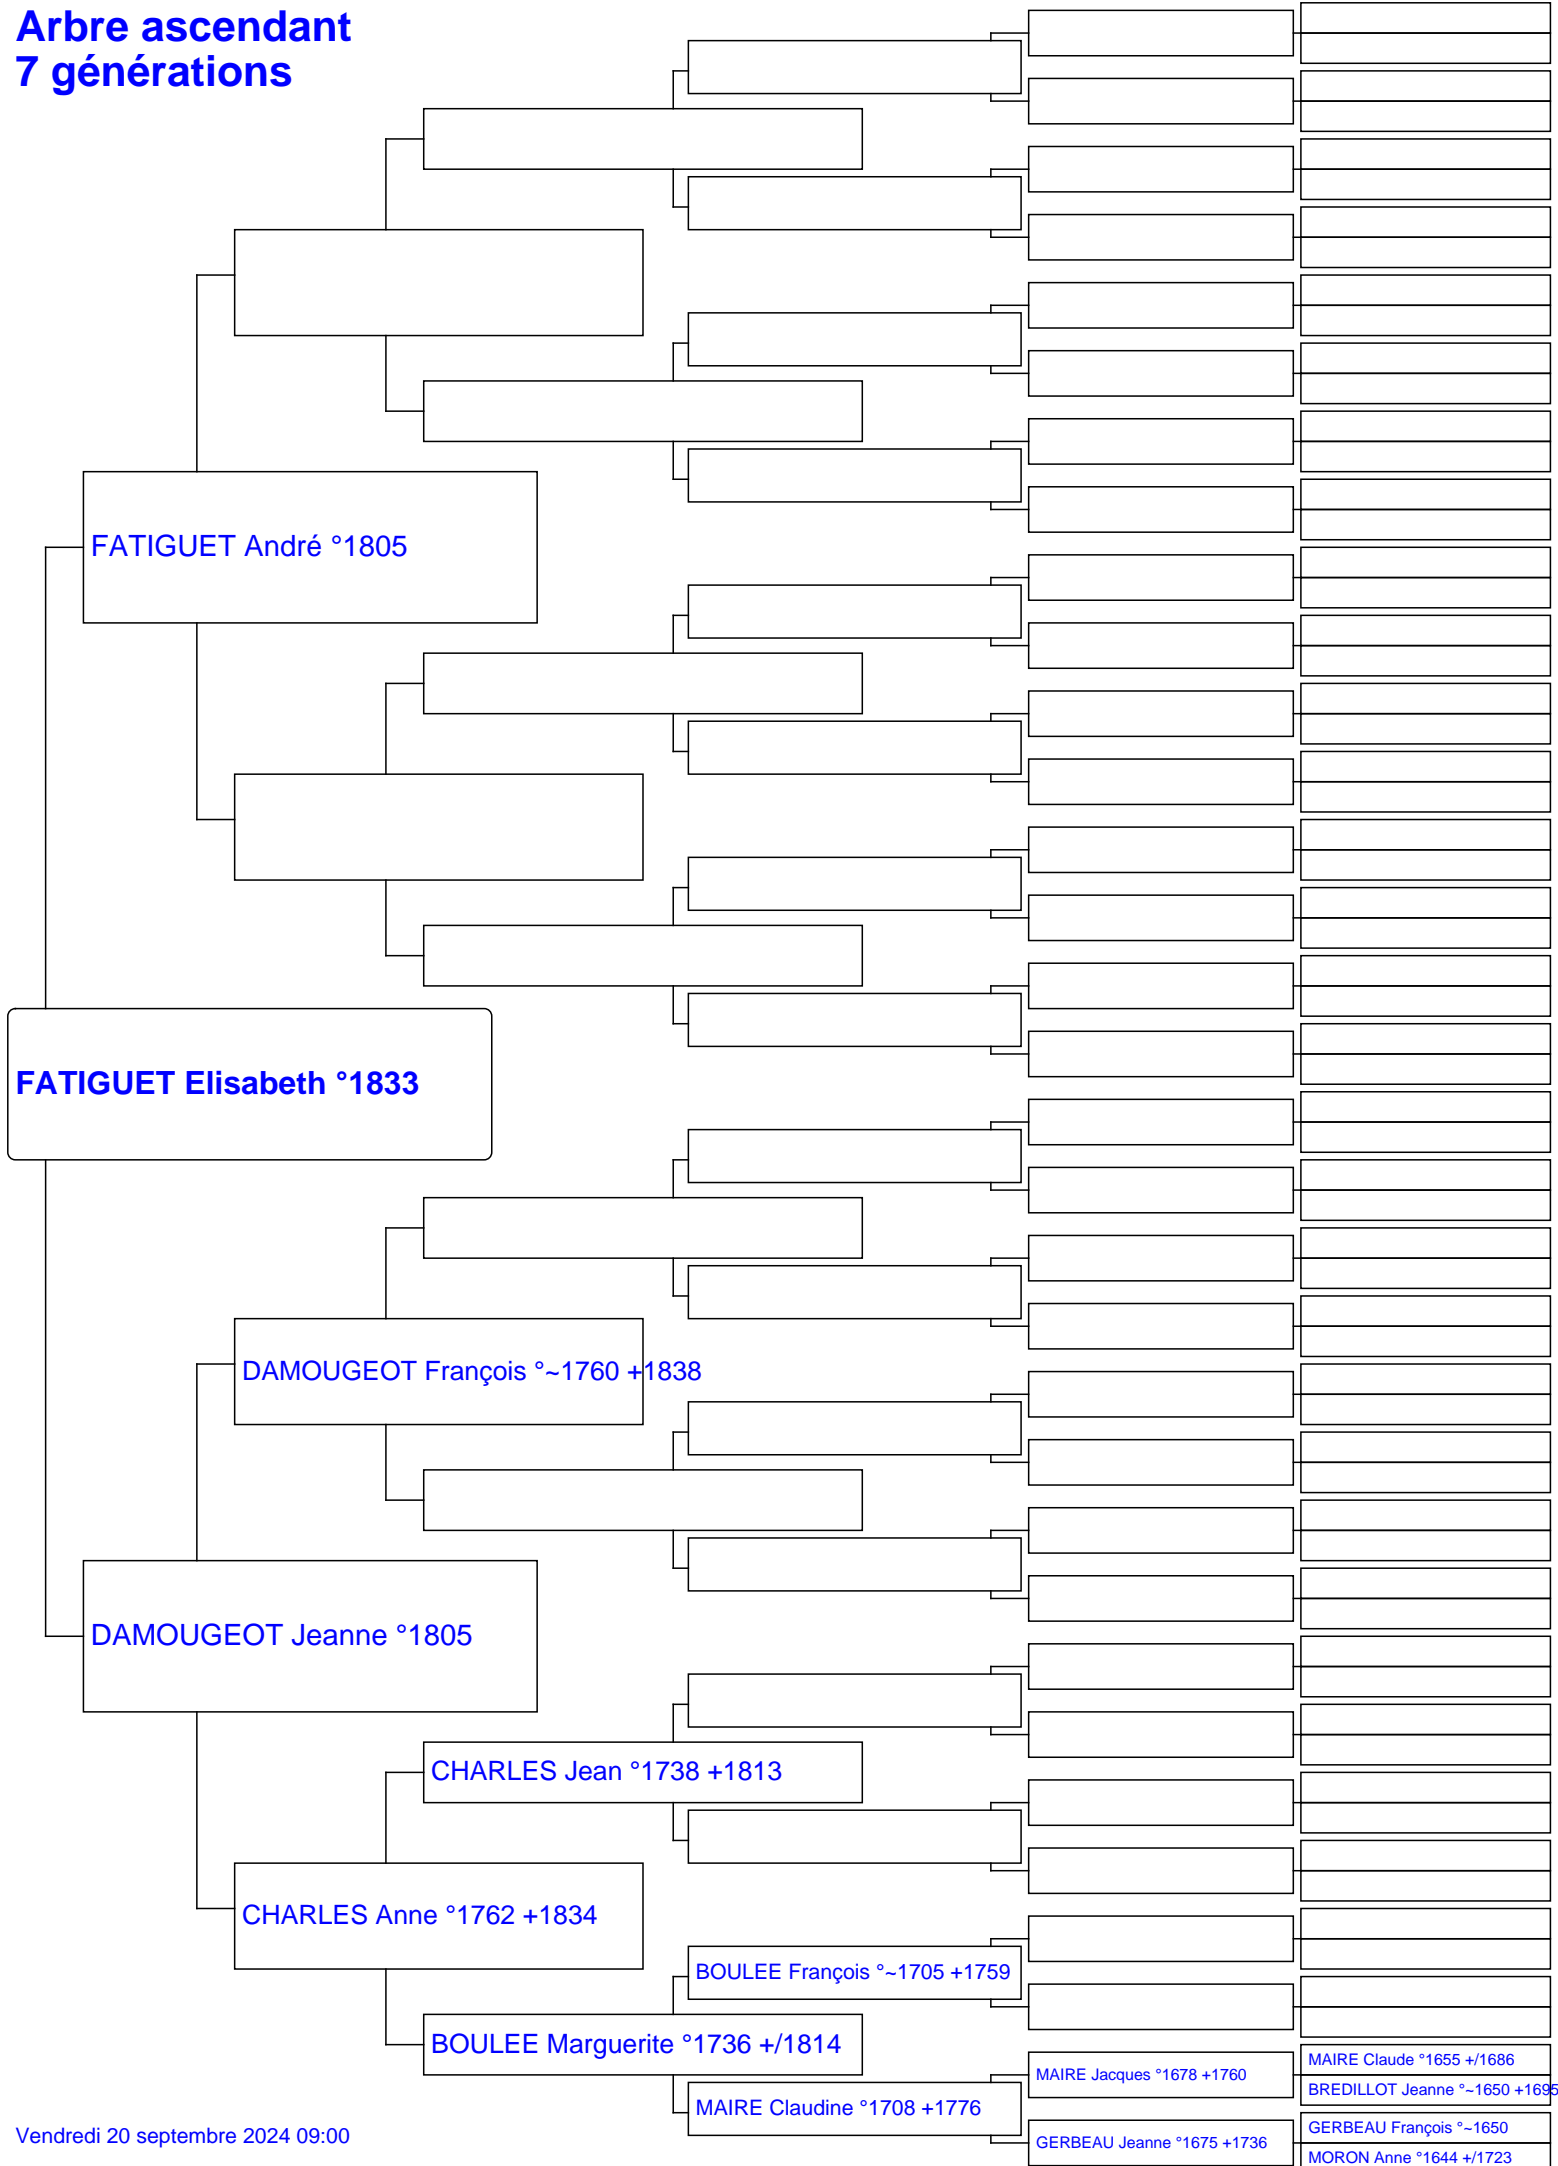 Arbre ascendant
7 générations
FATIGUET André °1805
FATIGUET Elisabeth °1833
DAMOUGEOT François °~1760 +1838
DAMOUGEOT Jeanne °1805
CHARLES Jean °1738 +1813
CHARLES Anne °1762 +1834
BOULEE François °~1705 +1759
BOULEE Marguerite °1736 +/1814
MAIRE Claude °1655 +/1686
MAIRE Jacques °1678 +1760
BREDILLOT Jeanne °~1650 +1695
MAIRE Claudine °1708 +1776
GERBEAU François °~1650
GERBEAU Jeanne °1675 +1736
MORON Anne °1644 +/1723
Vendredi 20 septembre 2024 09:00